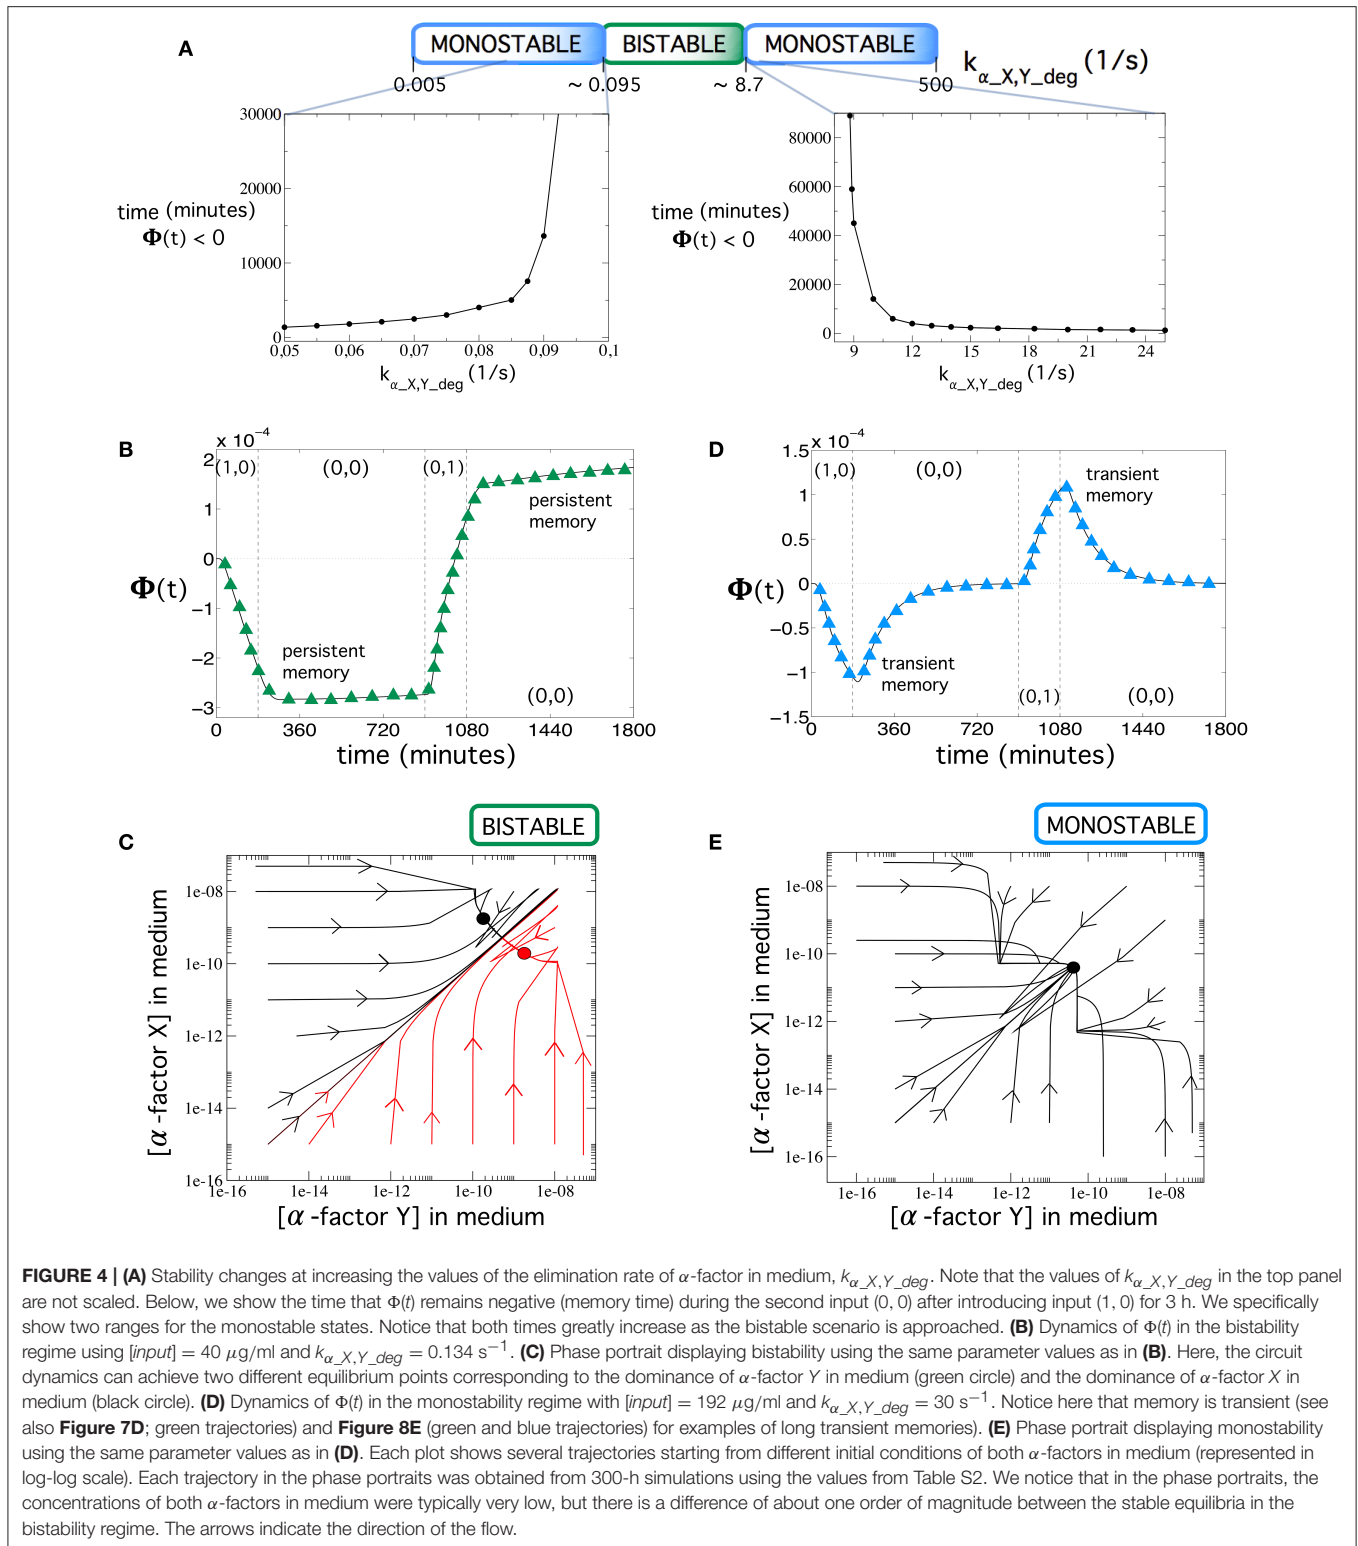 A
MONOSTABLE
BISTABLE
MONOSTABLE
0.005
~ 0.095
~ 8.7
500
k α_X,Y_deg (1/s)
30000
20000
10000
0
time (minutes)
Φ(t) < 0
0,05
0,06
0,07
0,08
0,09
0,1
k α_X,Y_deg (1/s)
80000
60000
40000
20000
0
time (minutes)
Φ(t) < 0
9
12
15
18
21
24
k α_X,Y_deg (1/s)
B
x 10⁻⁴
2
1
0
−1
−2
−3
Φ(t)
(1,0)
(0,0)
(0,1)
persistent
memory
persistent
memory
(0,0)
0
360
720
1080
1440
1800
time (minutes)
D
x 10⁻⁴
1.5
1
0.5
0
−0.5
−1
−1.5
Φ(t)
(1,0)
(0,0)
transient
memory
transient
memory
(0,1)
(0,0)
0
360
720
1080
1440
1800
time (minutes)
C
BISTABLE
1e-08
1e-10
1e-12
1e-14
1e-16
[α -factor X] in medium
1e-16
1e-14
1e-12
1e-10
1e-08
[α -factor Y] in medium
E
MONOSTABLE
1e-08
1e-10
1e-12
1e-14
1e-16
[α -factor X] in medium
1e-16
1e-14
1e-12
1e-10
1e-08
[α -factor Y] in medium
FIGURE 4 | (A) Stability changes at increasing the values of the elimination rate of α-factor in medium, kα_X,Y_deg. Note that the values of kα_X,Y_deg in the top panel
are not scaled. Below, we show the time that Φ(t) remains negative (memory time) during the second input (0, 0) after introducing input (1, 0) for 3 h. We specifically
show two ranges for the monostable states. Notice that both times greatly increase as the bistable scenario is approached. (B) Dynamics of Φ(t) in the bistability
regime using [input] = 40 μg/ml and kα_X,Y_deg = 0.134 s⁻¹. (C) Phase portrait displaying bistability using the same parameter values as in (B). Here, the circuit
dynamics can achieve two different equilibrium points corresponding to the dominance of α-factor Y in medium (green circle) and the dominance of α-factor X in
medium (black circle). (D) Dynamics of Φ(t) in the monostability regime with [input] = 192 μg/ml and kα_X,Y_deg = 30 s⁻¹. Notice here that memory is transient (see
also Figure 7D; green trajectories) and Figure 8E (green and blue trajectories) for examples of long transient memories). (E) Phase portrait displaying monostability
using the same parameter values as in (D). Each plot shows several trajectories starting from different initial conditions of both α-factors in medium (represented in
log-log scale). Each trajectory in the phase portraits was obtained from 300-h simulations using the values from Table S2. We notice that in the phase portraits, the
concentrations of both α-factors in medium were typically very low, but there is a difference of about one order of magnitude between the stable equilibria in the
bistability regime. The arrows indicate the direction of the flow.